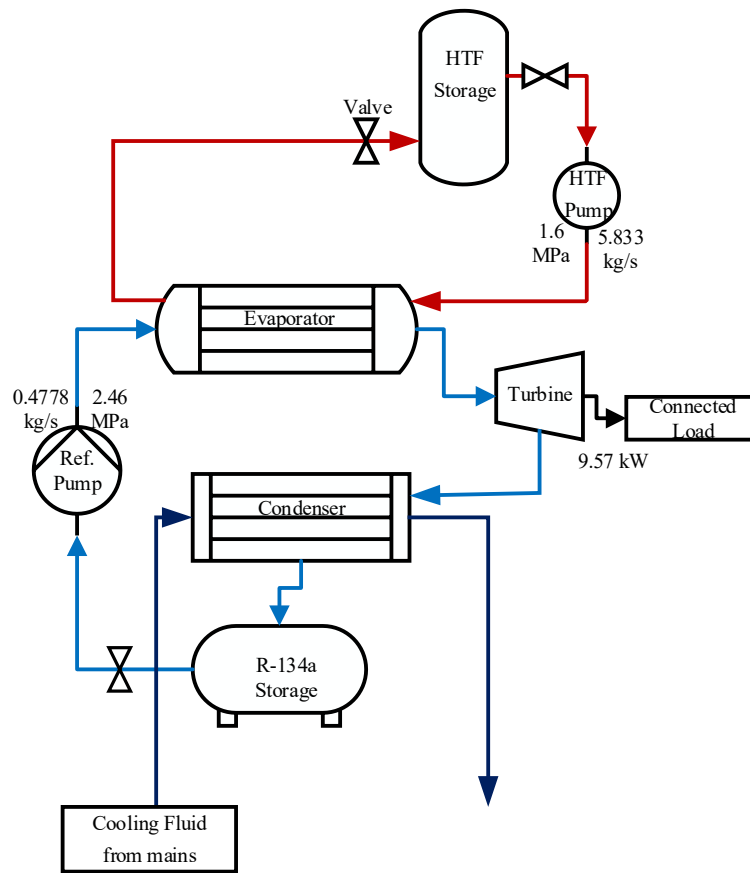 HTF
Storage
Valve
HTF
Pump
1.6
MPa
5.833
kg/s
Evaporator
Turbine
Connected
Load
9.57 kW
0.4778
kg/s
2.46
MPa
Ref.
Pump
Condenser
R-134a
Storage
Cooling Fluid
from mains